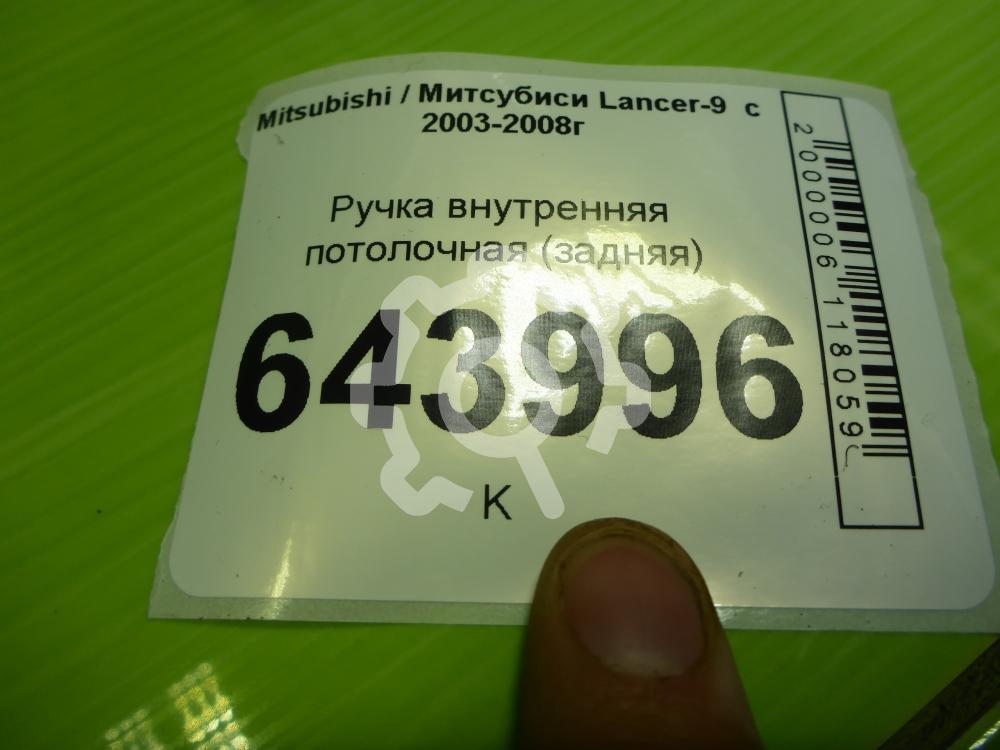 Mitsubishi / Митсубиси Lancer-9 с
2003-2008г
Ручка внутренняя
потолочная (задняя)
643996
К
2000006118059